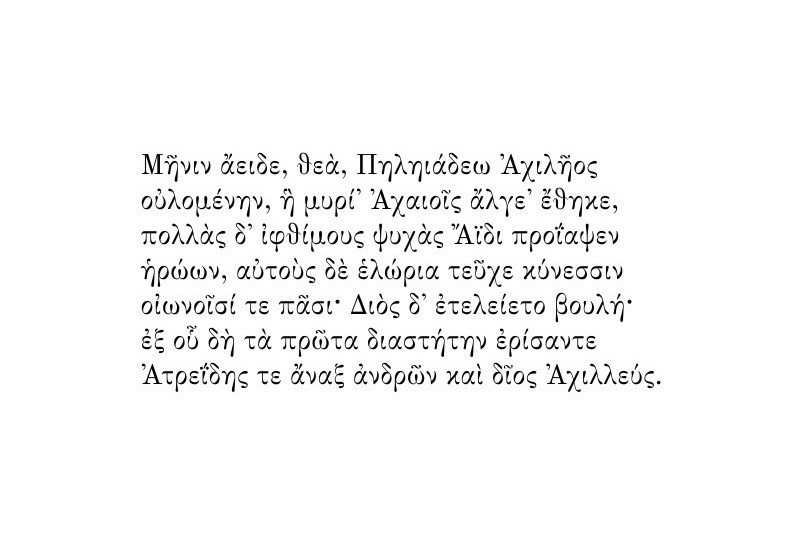 Μῆνιν ἄειδε, θεὰ, Πηληιάδεω Ἀχιλῆος
οὐλομένην, ἣ μυρί’ Ἀχαιοῖς ἄλγε’ ἔθηκε,
πολλὰς δ’ ἰφθίμους ψυχὰς Ἄϊδι προΐαψεν
ἡρώων, αὐτοὺς δὲ ἑλώρια τεῦχε κύνεσσιν
οἰωνοῖσί τε πᾶσι· Διὸς δ’ ἐτελείετο βουλή·
ἐξ οὗ δὴ τὰ πρῶτα διαστήτην ἐρίσαντε
Ἀτρεΐδης τε ἄναξ ἀνδρῶν καὶ δῖος Ἀχιλλεύς.